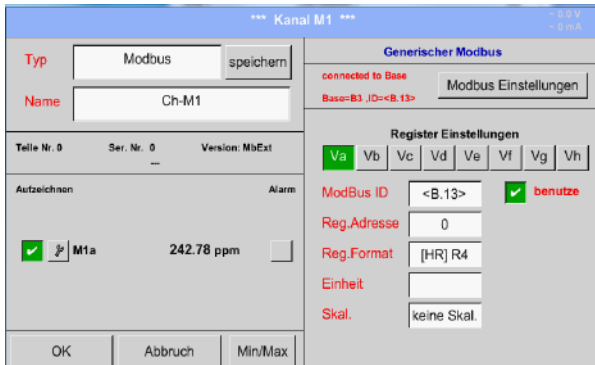 *** Kanal M1 ***
~ 0.0 V
~ 0 mA
Typ
Modbus
speichern
Name
Ch-M1
Teile Nr. 0 Ser. Nr. 0 Version: MbExt
---
Aufzeichnen Alarm
M1a 242.78 ppm
OK Abbruch Min/Max
Generischer Modbus
connected to Base
Base=B3 ,ID=<B.13>
Modbus Einstellungen
Register Einstellungen
Va Vb Vc Vd Ve Vf Vg Vh
ModBus ID <B.13> benutze
Reg.Adresse 0
Reg.Format [HR] R4
Einheit
Skal. keine Skal.